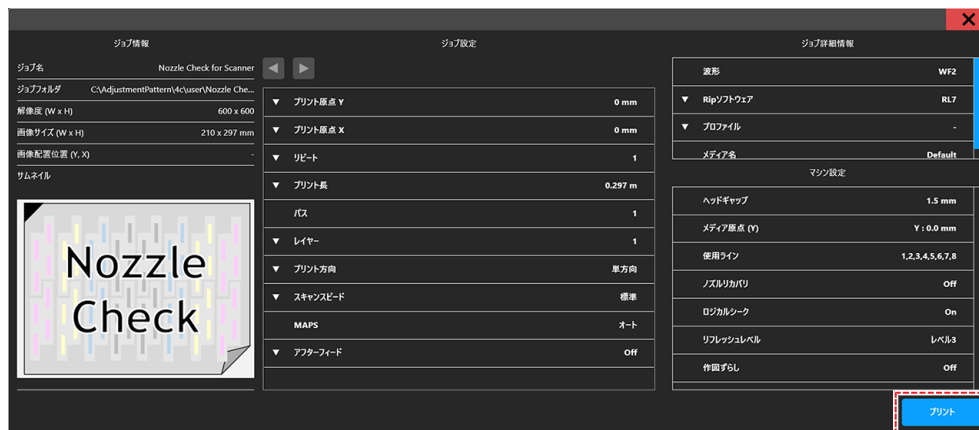 ジョブ情報
ジョブ名 Nozzle Check for Scanner
ジョブフォルダ C:\AdjustmentPattern\4c\user\Nozzle Che...
解像度 (W x H) 600 x 600
画像サイズ (W x H) 210 x 297 mm
画像配置位置 (Y, X) -
サムネイル
Nozzle
Check
ジョブ設定
◀ ▶
▼ プリント原点 Y 0 mm
▼ プリント原点 X 0 mm
▼ リピート 1
▼ プリント長 0.297 m
パス 1
▼ レイヤー 1
▼ プリント方向 単方向
▼ スキャンスピード 標準
MAPS オート
▼ アフターフィード Off
ジョブ詳細情報
波形 WF2
▼ Ripソフトウェア RL7
▼ プロファイル -
メディア名 Default
マシン設定
ヘッドギャップ 1.5 mm
メディア原点 (Y) Y : 0.0 mm
使用ライン 1,2,3,4,5,6,7,8
ノズルリカバリ Off
ロジカルシーク On
リフレッシュレベル レベル3
作図ずらし Off
プリント